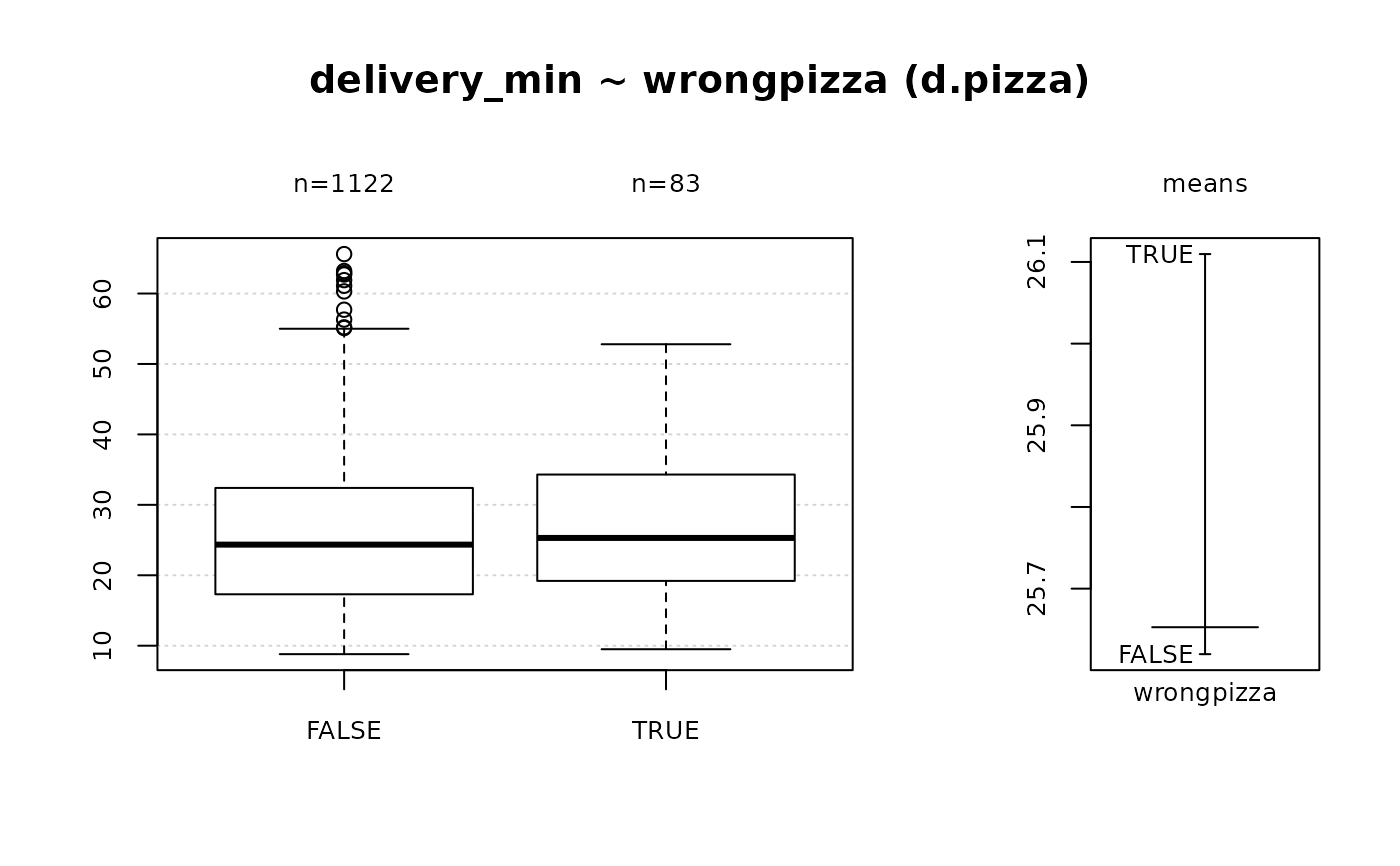 delivery_min ~ wrongpizza (d.pizza)
n=1122
n=83
means
60
50
40
30
20
10
FALSE
TRUE
26.1
25.9
25.7
TRUE
FALSE
wrongpizza